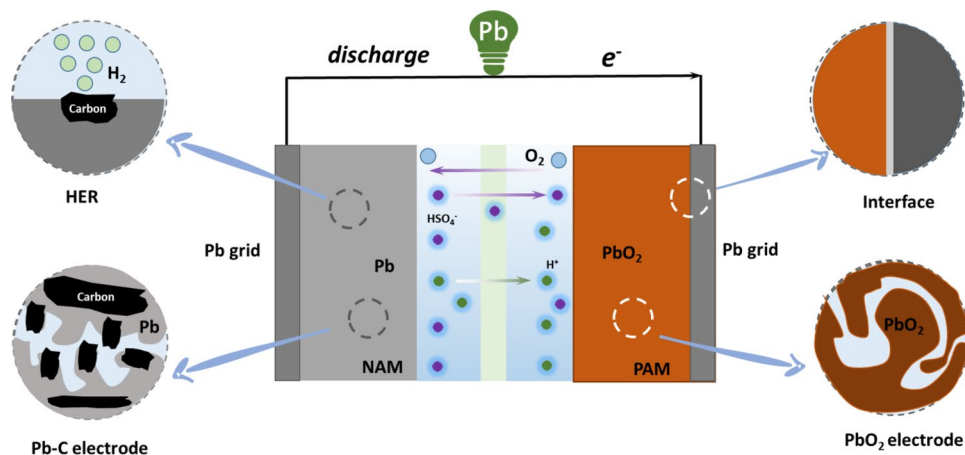 Pb
discharge
e⁻
H₂
Carbon
HER
Interface
O₂
HSO₄⁻
H⁺
Pb grid
Pb
PbO₂
Pb grid
NAM
PAM
Carbon
Pb
Pb-C electrode
PbO₂
PbO₂ electrode